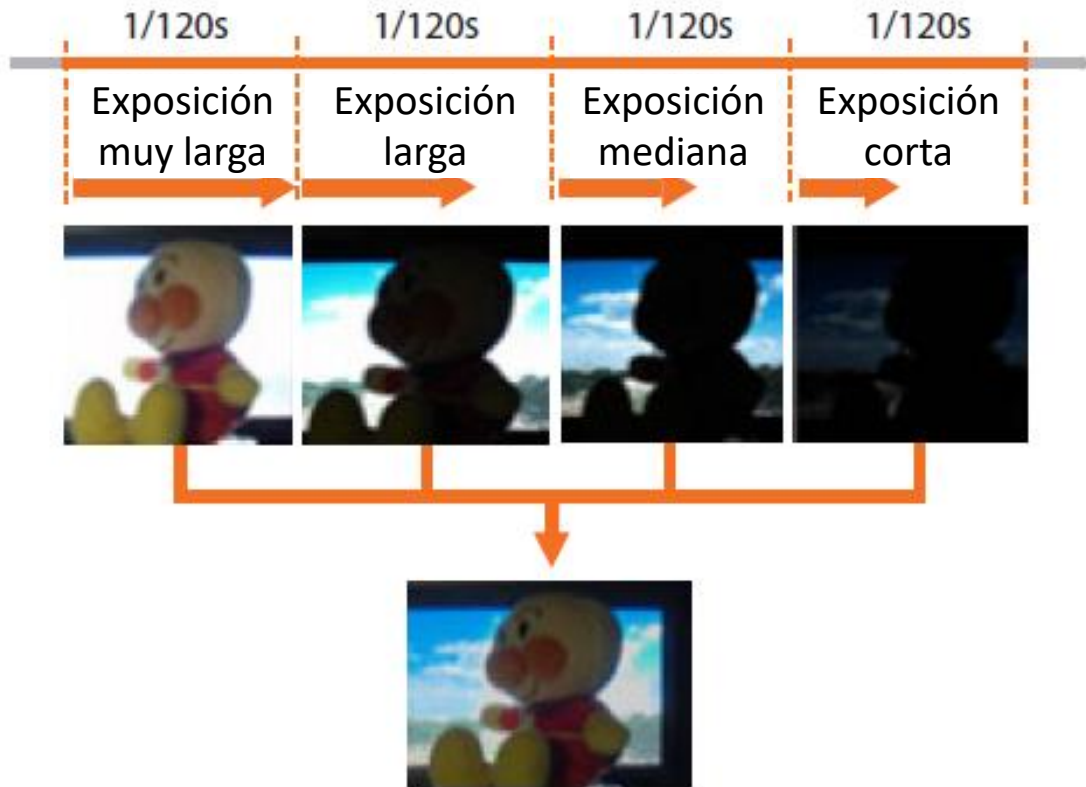 1/120s 1/120s 1/120s 1/120s
Exposición Exposición Exposición Exposición
muy larga larga mediana corta